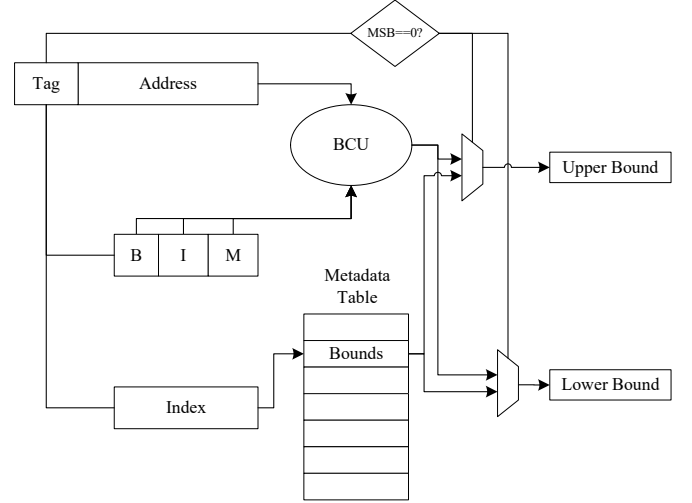 MSB==0?
Tag
Address
BCU
Upper Bound
B
I
M
Metadata
Table
Bounds
Lower Bound
Index